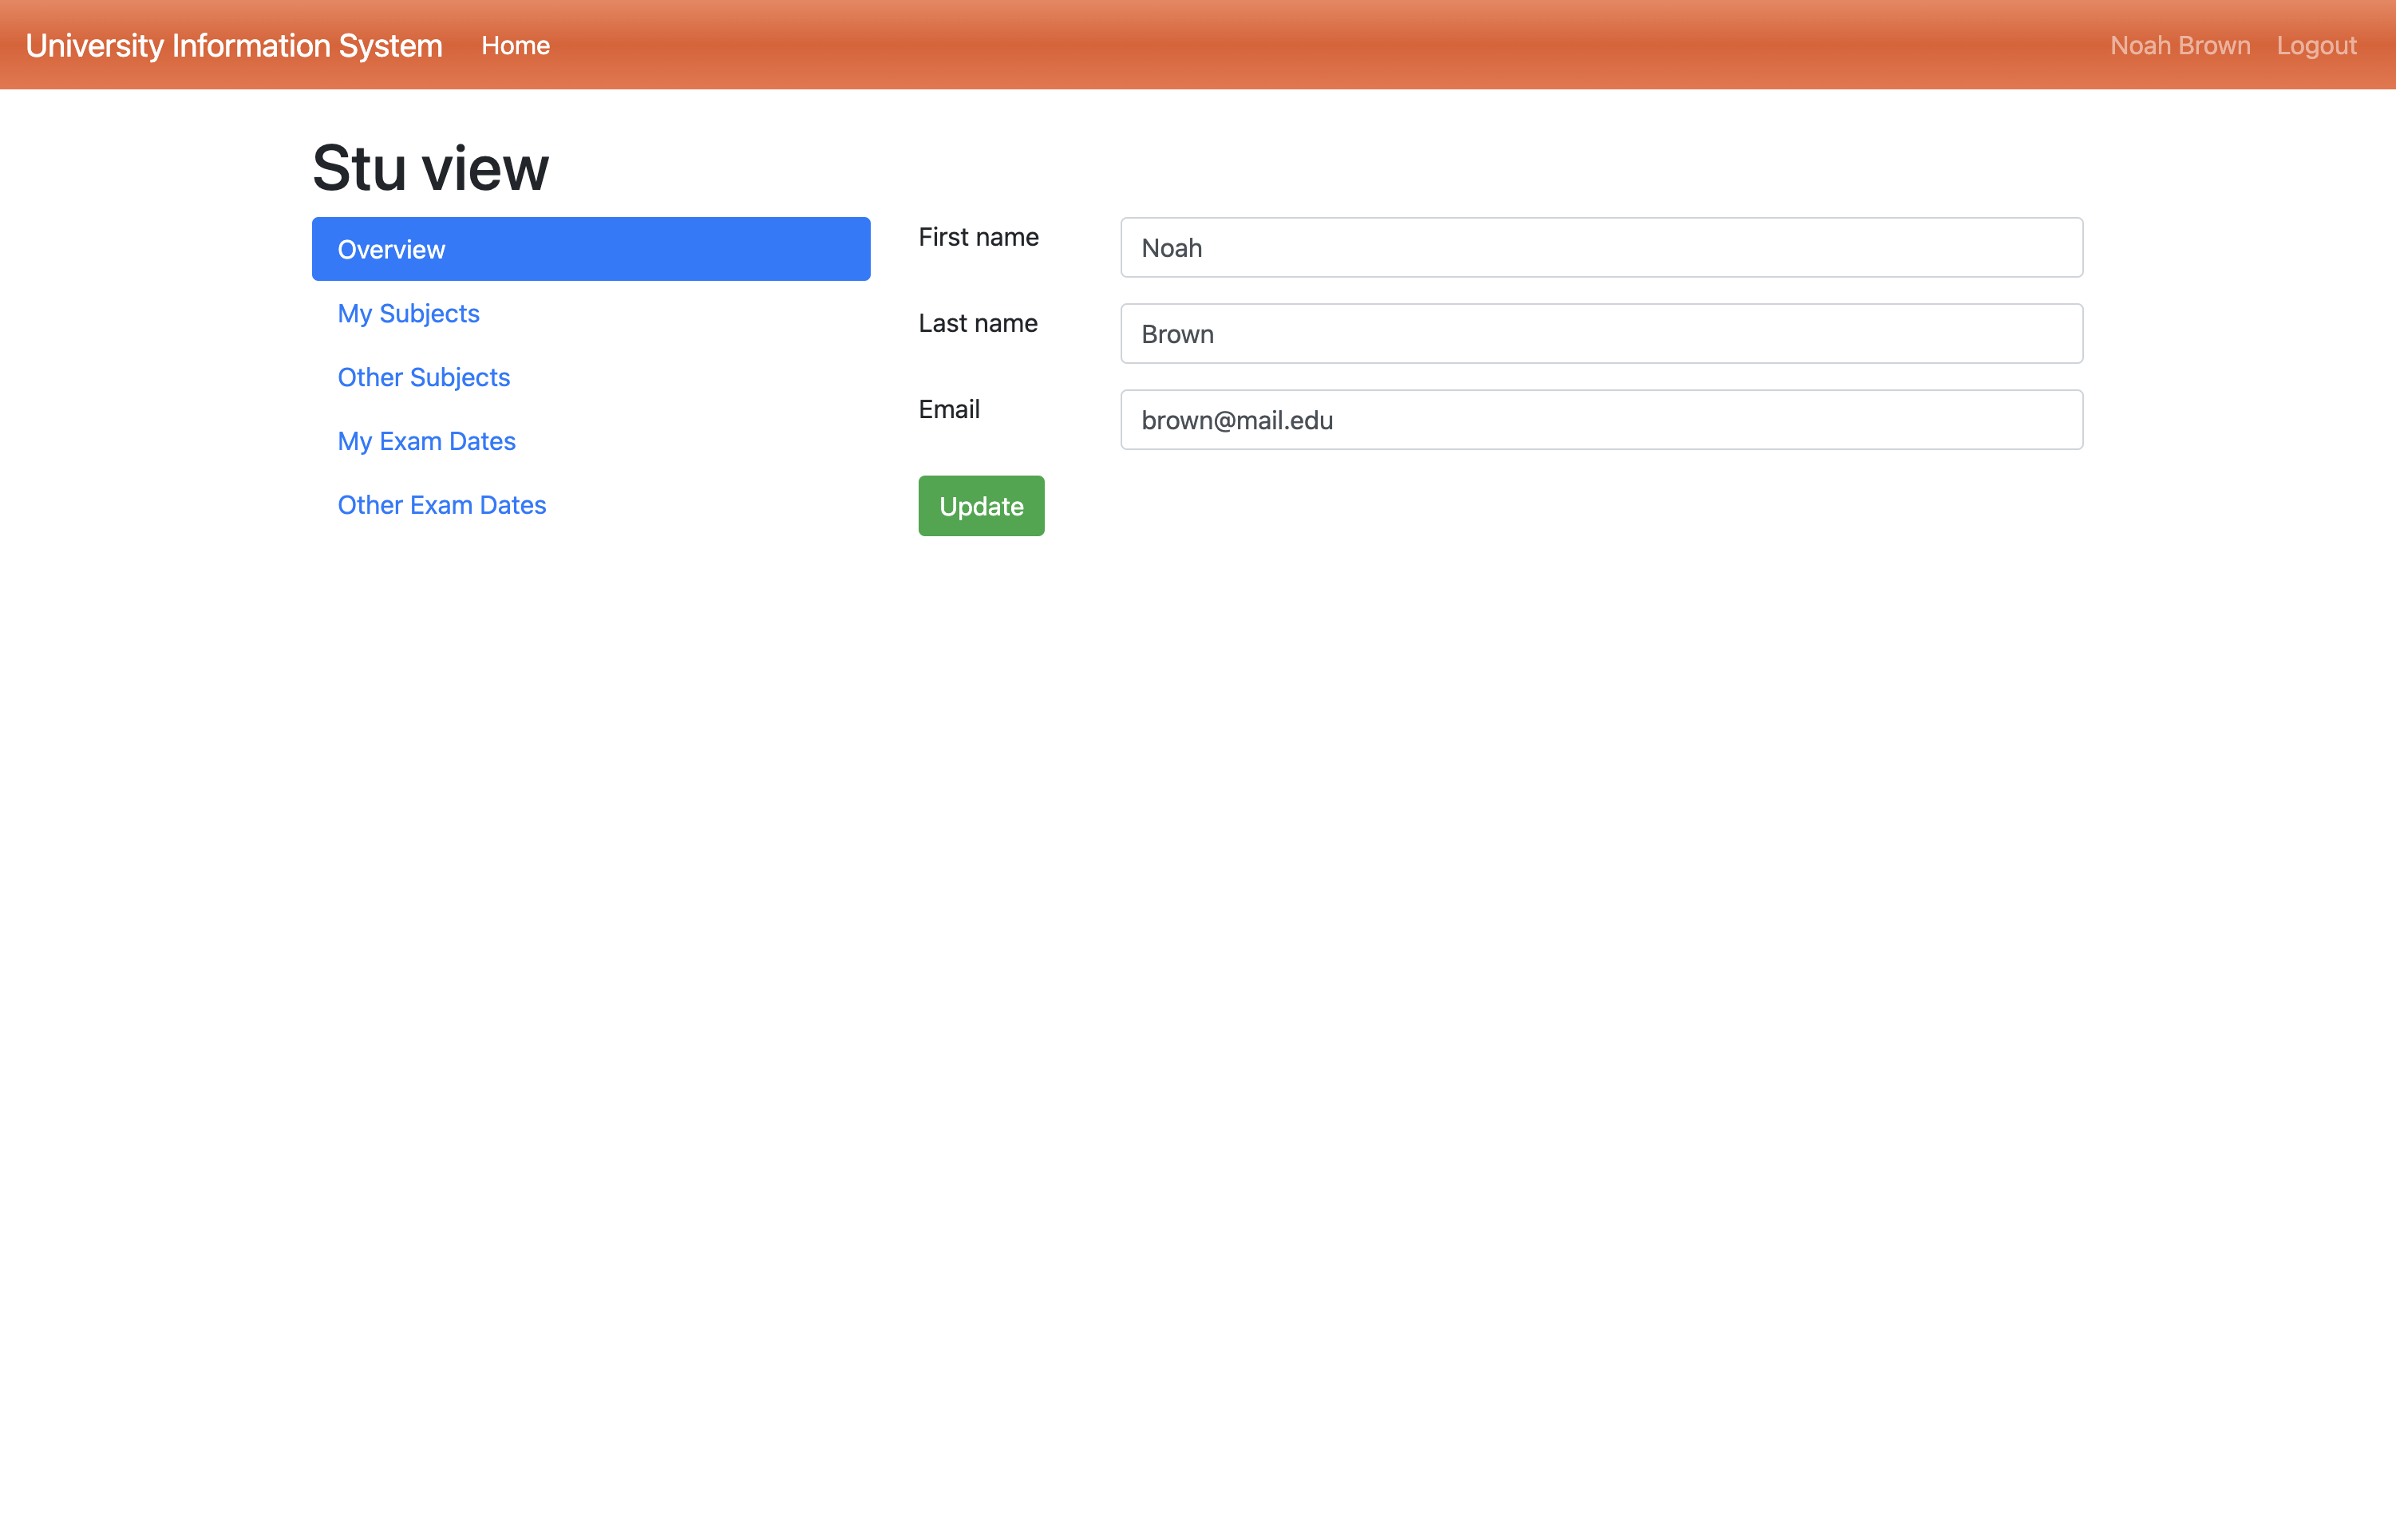 University Information System Home Noah Brown Logout
Stu view
Overview
My Subjects
Other Subjects
My Exam Dates
Other Exam Dates
First name Noah
Last name Brown
Email brown@mail.edu
Update